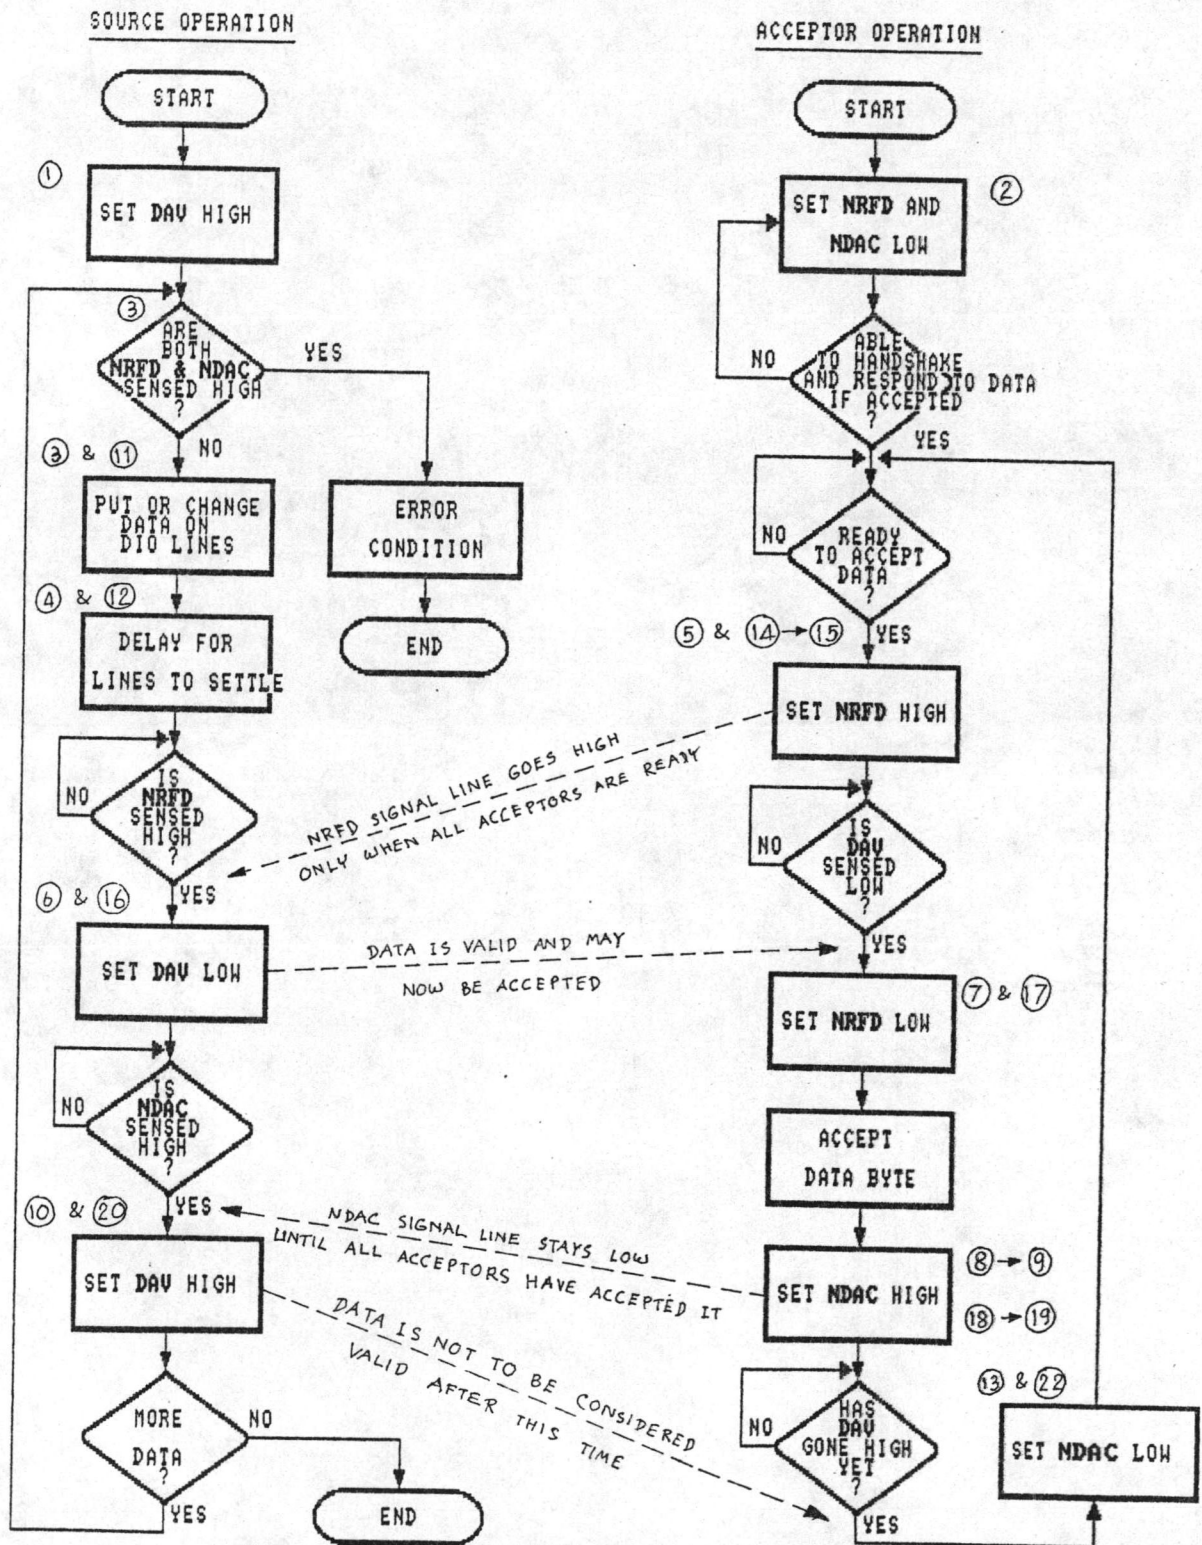 SOURCE OPERATION
START
①
SET DAV HIGH
③
ARE
BOTH
NRFD & NDAC
SENSED HIGH
?
YES
NO
③ & ⑪
PUT OR CHANGE
DATA ON
DIO LINES
ERROR
CONDITION
④ & ⑫
DELAY FOR
LINES TO SETTLE
END
IS
NRFD
SENSED
HIGH
?
NO
YES
⑥ & ⑯
SET DAV LOW
IS
NDAC
SENSED
HIGH
?
NO
YES
⑩ & ⑳
SET DAV HIGH
MORE
DATA
?
NO
YES
END
NRFD SIGNAL LINE GOES HIGH
ONLY WHEN ALL ACCEPTORS ARE READY
DATA IS VALID AND MAY
NOW BE ACCEPTED
NDAC SIGNAL LINE STAYS LOW
UNTIL ALL ACCEPTORS HAVE ACCEPTED IT
DATA IS NOT TO BE CONSIDERED
VALID AFTER THIS TIME
ACCEPTOR OPERATION
START
②
SET NRFD AND
NDAC LOW
ABLE
TO HANDSHAKE
AND RESPOND TO DATA
IF ACCEPTED
?
NO
YES
READY
TO ACCEPT
DATA
?
NO
YES
⑤ & ⑭→⑮
SET NRFD HIGH
IS
DAV
SENSED
LOW
?
NO
YES
⑦ & ⑰
SET NRFD LOW
ACCEPT
DATA BYTE
⑧→⑨
SET NDAC HIGH
⑱→⑲
HAS
DAV
GONE HIGH
YET
?
NO
YES
⑬ & ㉒
SET NDAC LOW